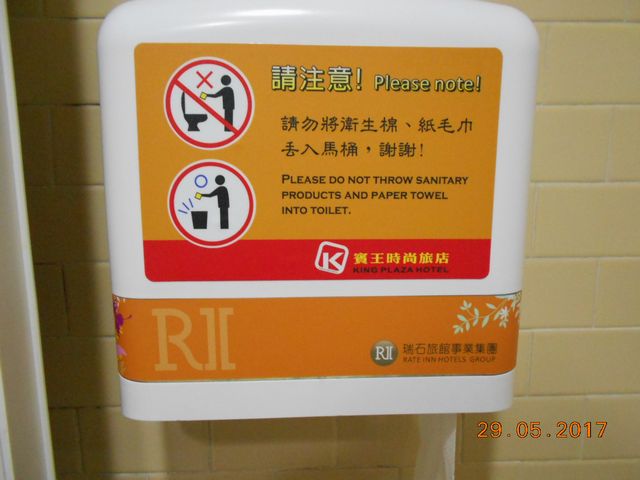 請注意! Please note!
請勿將衛生棉、紙毛巾
丟入馬桶，謝謝!
PLEASE DO NOT THROW SANITARY
PRODUCTS AND PAPER TOWEL
INTO TOILET.
K 賓王時尚旅店
KING PLAZA HOTEL
RII
RII 瑞石旅館事業集團
RATE INN HOTELS GROUP
29.05.2017